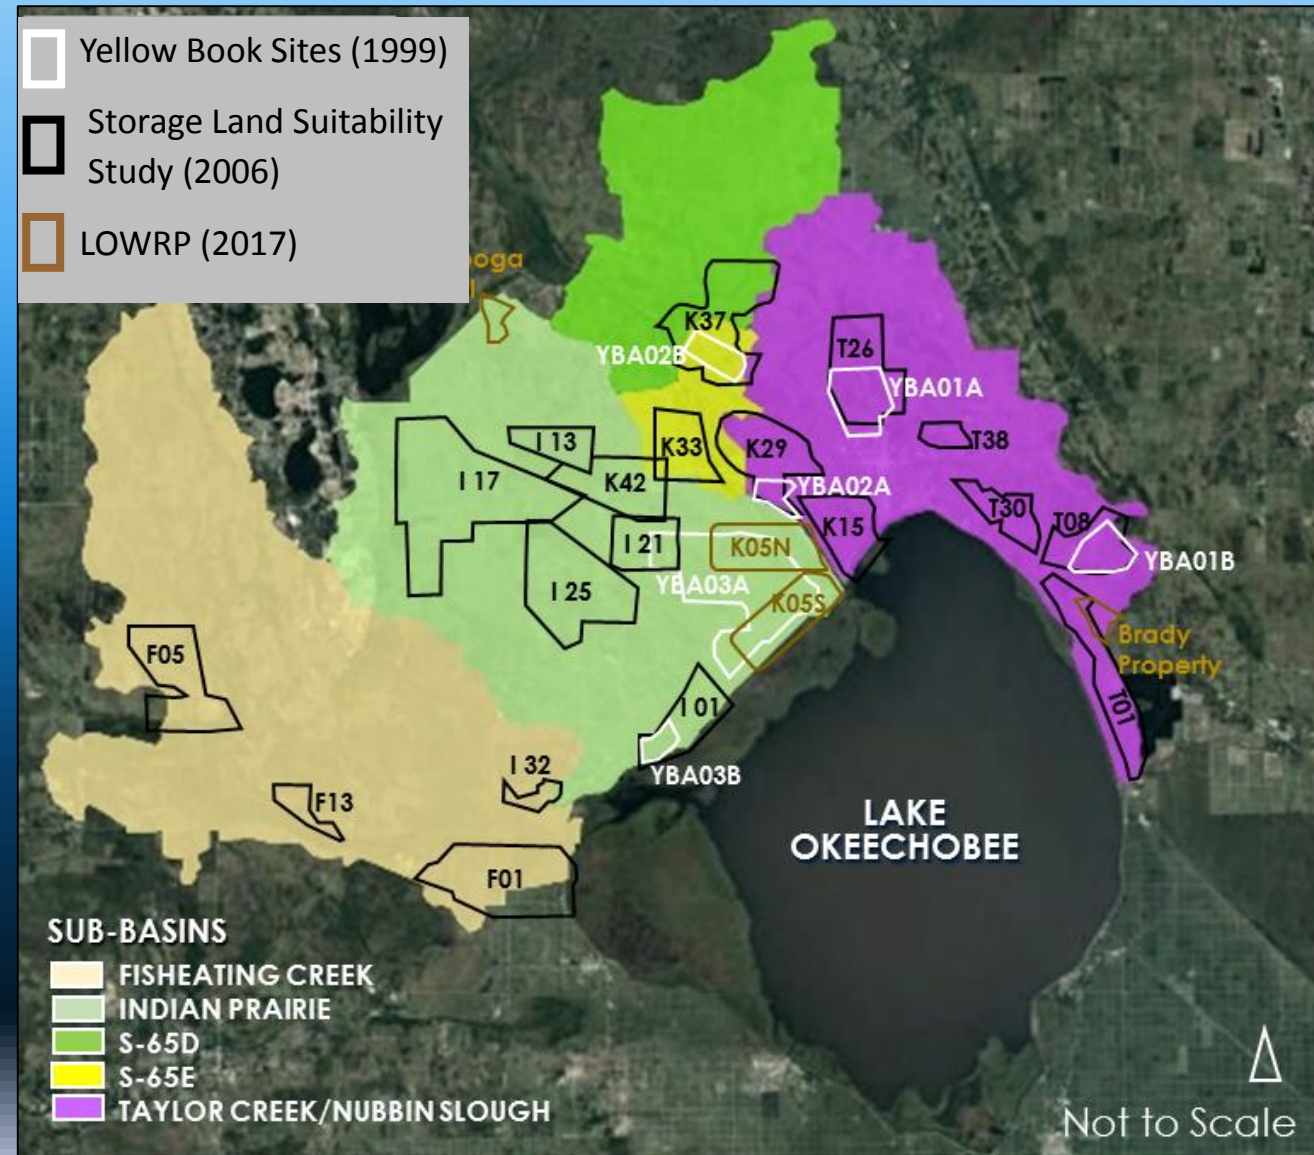 Yellow Book Sites (1999)
Storage Land Suitability
Study (2006)
LOWRP (2017)
K37
YBA02B
T26
YBA01A
I 13
K33
K29
T38
I 17
K42
YBA02A
T30
T08
K15
I 21
K05N
YBA01B
YBA03A
I 25
K05S
Brady
Property
F05
I 01
T01
I 32
YBA03B
F13
LAKE
OKEECHOBEE
F01
SUB-BASINS
FISHEATING CREEK
INDIAN PRAIRIE
S-65D
S-65E
TAYLOR CREEK/NUBBIN SLOUGH
Not to Scale